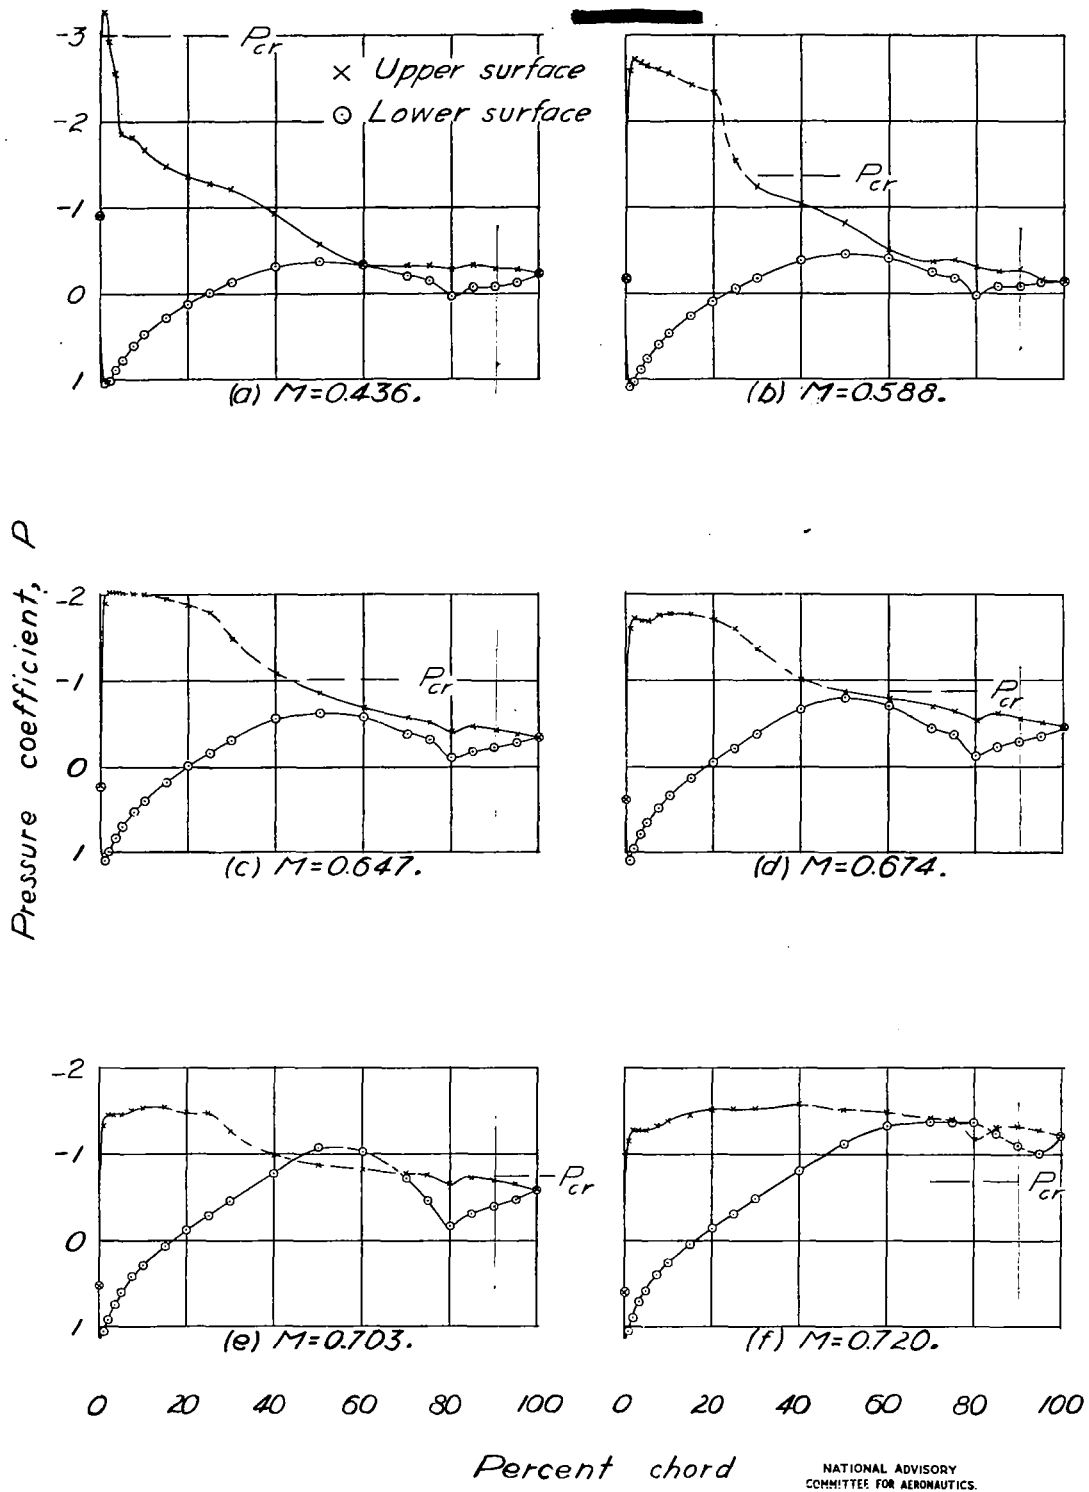 -3
P_cr
× Upper surface
⊙ Lower surface
-2
-1
0
1
(a) M=0.436.
P_cr
(b) M=0.588.
Pressure coefficient, P
-2
-1
P_cr
0
1
(c) M=0.647.
P_cr
(d) M=0.674.
-2
-1
P_cr
0
1
(e) M=0.703.
P_cr
(f) M=0.720.
0 20 40 60 80 100
0 20 40 60 80 100
Percent chord
NATIONAL ADVISORY
COMMITTEE FOR AERONAUTICS.